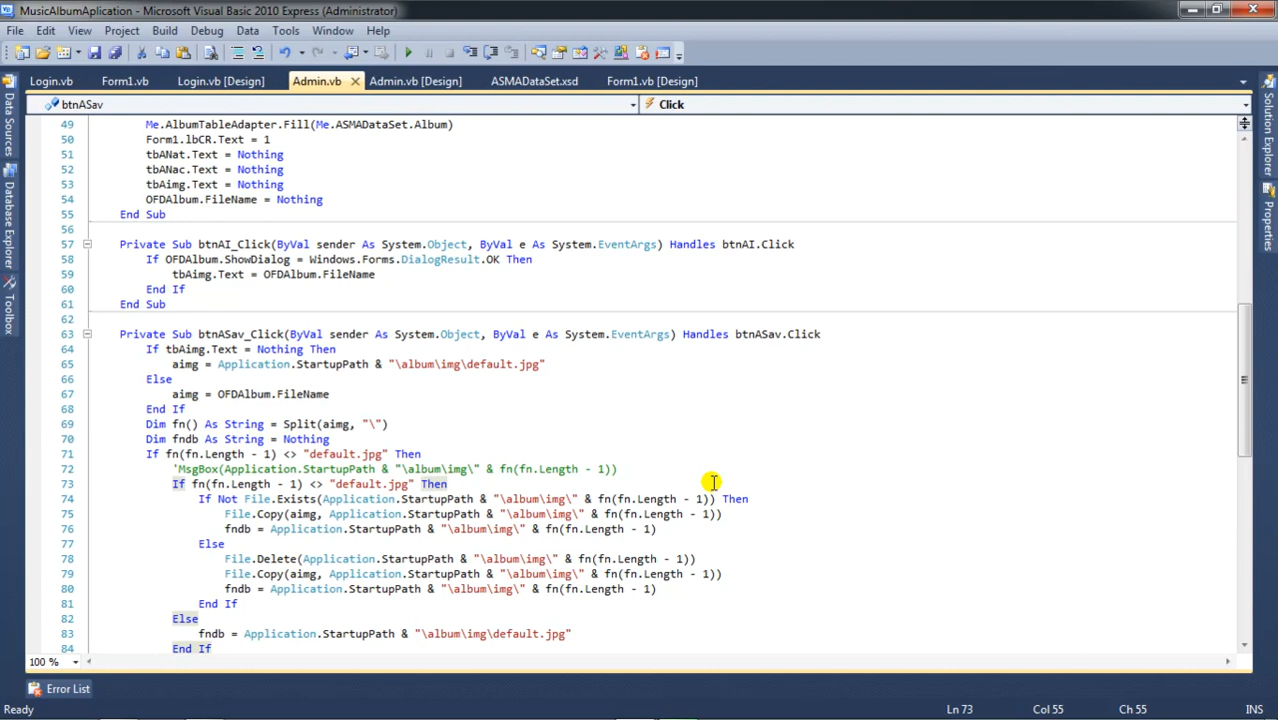 MusicAlbumAplication - Microsoft Visual Basic 2010 Express (Administrator)
File Edit View Project Build Debug Data Tools Window Help
Login.vb Form1.vb Login.vb [Design] Admin.vb Admin.vb [Design] ASMADataSet.xsd Form1.vb [Design]
btnASav Click
Data Sources
Database Explorer
Toolbox
Solution Explorer
Properties
49 Me.AlbumTableAdapter.Fill(Me.ASMADataSet.Album)
50 Form1.lbCR.Text = 1
51 tbANat.Text = Nothing
52 tbANac.Text = Nothing
53 tbAimg.Text = Nothing
54 OFDAlbum.FileName = Nothing
55 End Sub
56
57 Private Sub btnAI_Click(ByVal sender As System.Object, ByVal e As System.EventArgs) Handles btnAI.Click
58 If OFDAlbum.ShowDialog = Windows.Forms.DialogResult.OK Then
59 tbAimg.Text = OFDAlbum.FileName
60 End If
61 End Sub
62
63 Private Sub btnASav_Click(ByVal sender As System.Object, ByVal e As System.EventArgs) Handles btnASav.Click
64 If tbAimg.Text = Nothing Then
65 aimg = Application.StartupPath & "\album\img\default.jpg"
66 Else
67 aimg = OFDAlbum.FileName
68 End If
69 Dim fn() As String = Split(aimg, "\")
70 Dim fndb As String = Nothing
71 If fn(fn.Length - 1) <> "default.jpg" Then
72 'MsgBox(Application.StartupPath & "\album\img\" & fn(fn.Length - 1))
73 If fn(fn.Length - 1) <> "default.jpg" Then
74 If Not File.Exists(Application.StartupPath & "\album\img\" & fn(fn.Length - 1)) Then
75 File.Copy(aimg, Application.StartupPath & "\album\img\" & fn(fn.Length - 1))
76 fndb = Application.StartupPath & "\album\img\" & fn(fn.Length - 1)
77 Else
78 File.Delete(Application.StartupPath & "\album\img\" & fn(fn.Length - 1))
79 File.Copy(aimg, Application.StartupPath & "\album\img\" & fn(fn.Length - 1))
80 fndb = Application.StartupPath & "\album\img\" & fn(fn.Length - 1)
81 End If
82 Else
83 fndb = Application.StartupPath & "\album\img\default.jpg"
84 End If
100 %
Error List
Ready Ln 73 Col 55 Ch 55 INS